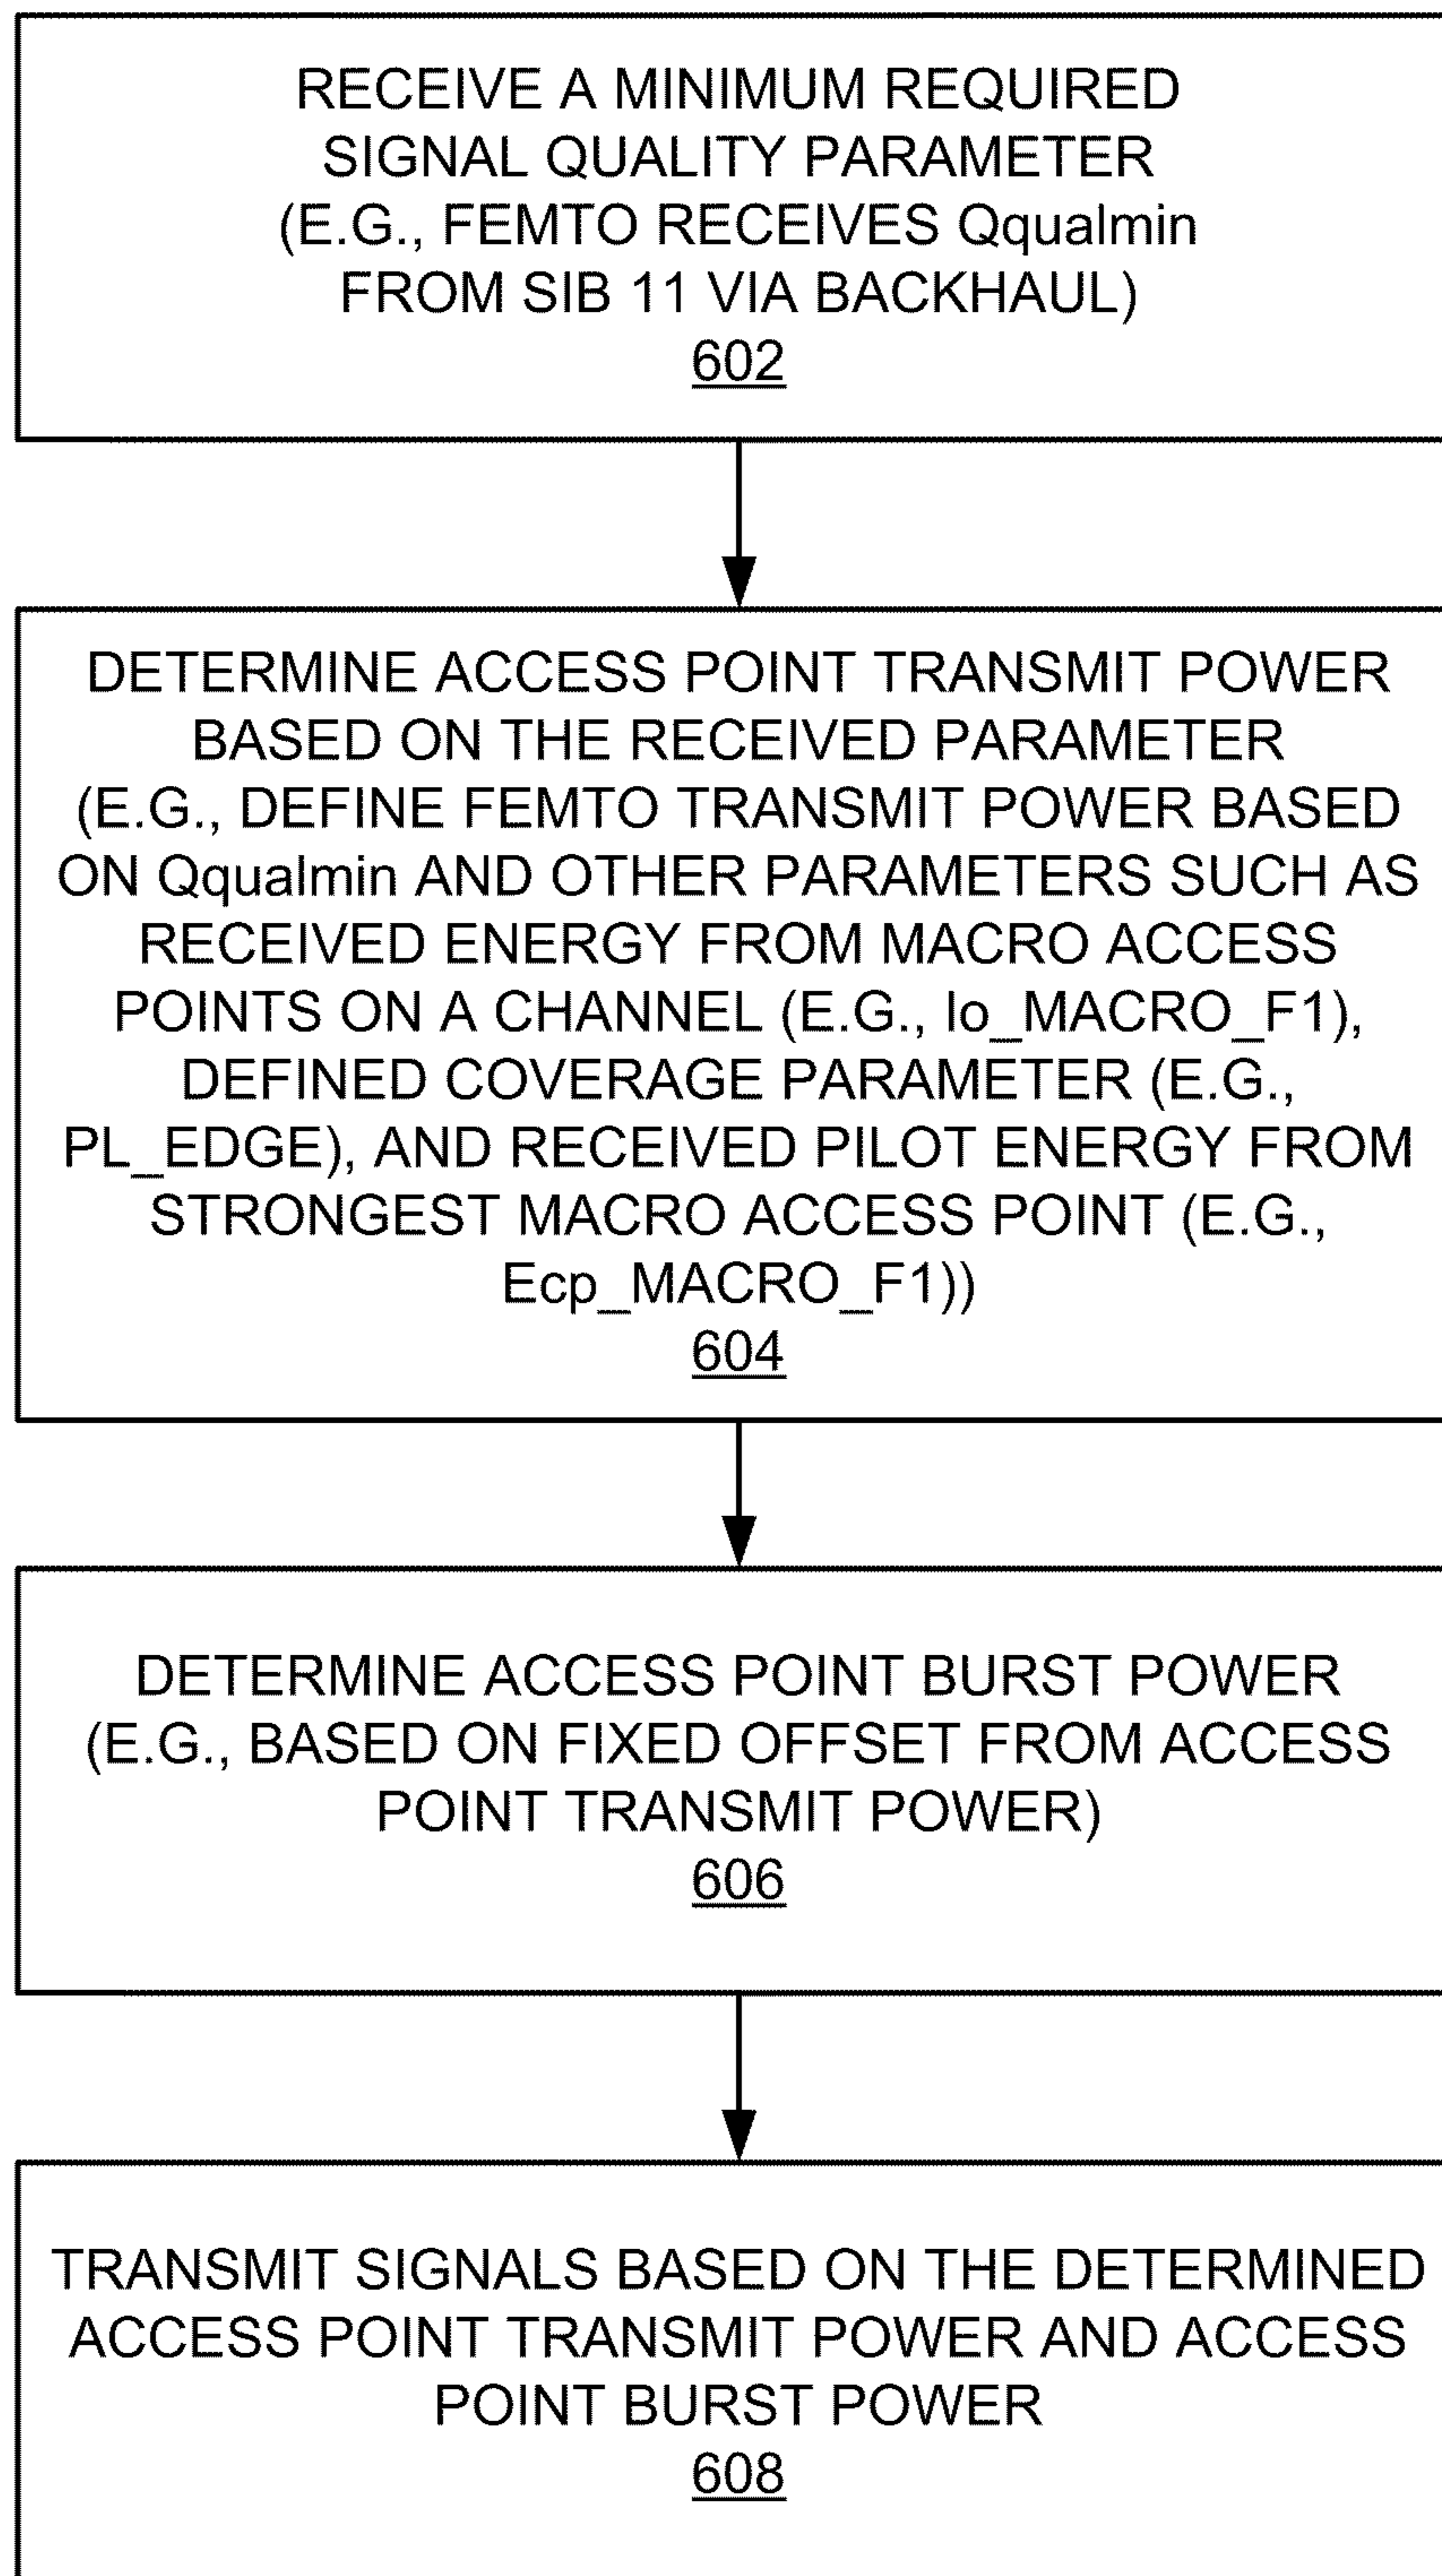 RECEIVE A MINIMUM REQUIRED
SIGNAL QUALITY PARAMETER
(E.G., FEMTO RECEIVES Qqualmin
FROM SIB 11 VIA BACKHAUL)
602
DETERMINE ACCESS POINT TRANSMIT POWER
BASED ON THE RECEIVED PARAMETER
(E.G., DEFINE FEMTO TRANSMIT POWER BASED
ON Qqualmin AND OTHER PARAMETERS SUCH AS
RECEIVED ENERGY FROM MACRO ACCESS
POINTS ON A CHANNEL (E.G., Io_MACRO_F1),
DEFINED COVERAGE PARAMETER (E.G.,
PL_EDGE), AND RECEIVED PILOT ENERGY FROM
STRONGEST MACRO ACCESS POINT (E.G.,
Ecp_MACRO_F1))
604
DETERMINE ACCESS POINT BURST POWER
(E.G., BASED ON FIXED OFFSET FROM ACCESS
POINT TRANSMIT POWER)
606
TRANSMIT SIGNALS BASED ON THE DETERMINED
ACCESS POINT TRANSMIT POWER AND ACCESS
POINT BURST POWER
608